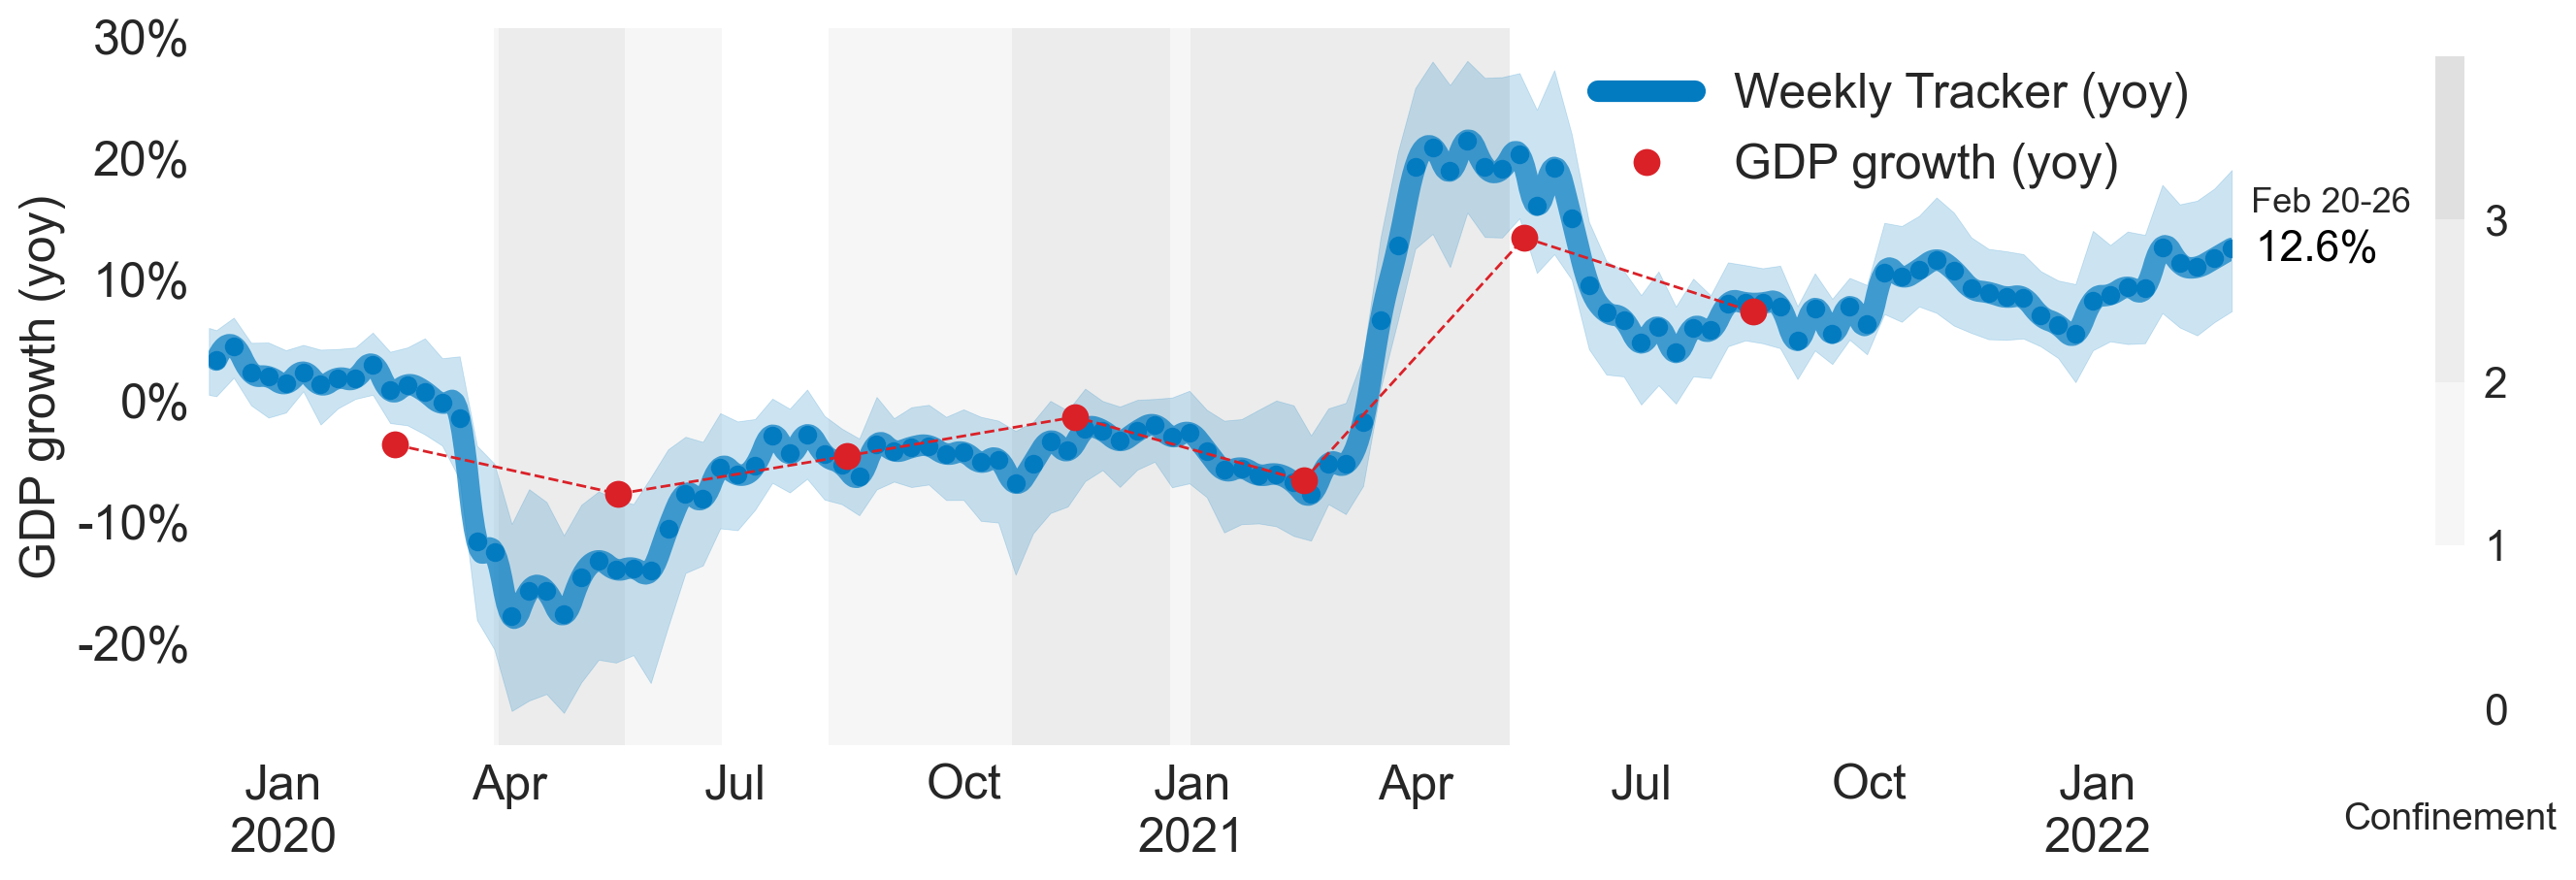 30%
20%
10%
0%
-10%
-20%
GDP growth (yoy)
Weekly Tracker (yoy)
GDP growth (yoy)
Feb 20-26
12.6%
3
2
1
0
Confinement
Jan Apr Jul Oct Jan Apr Jul Oct Jan
2020 2021 2022